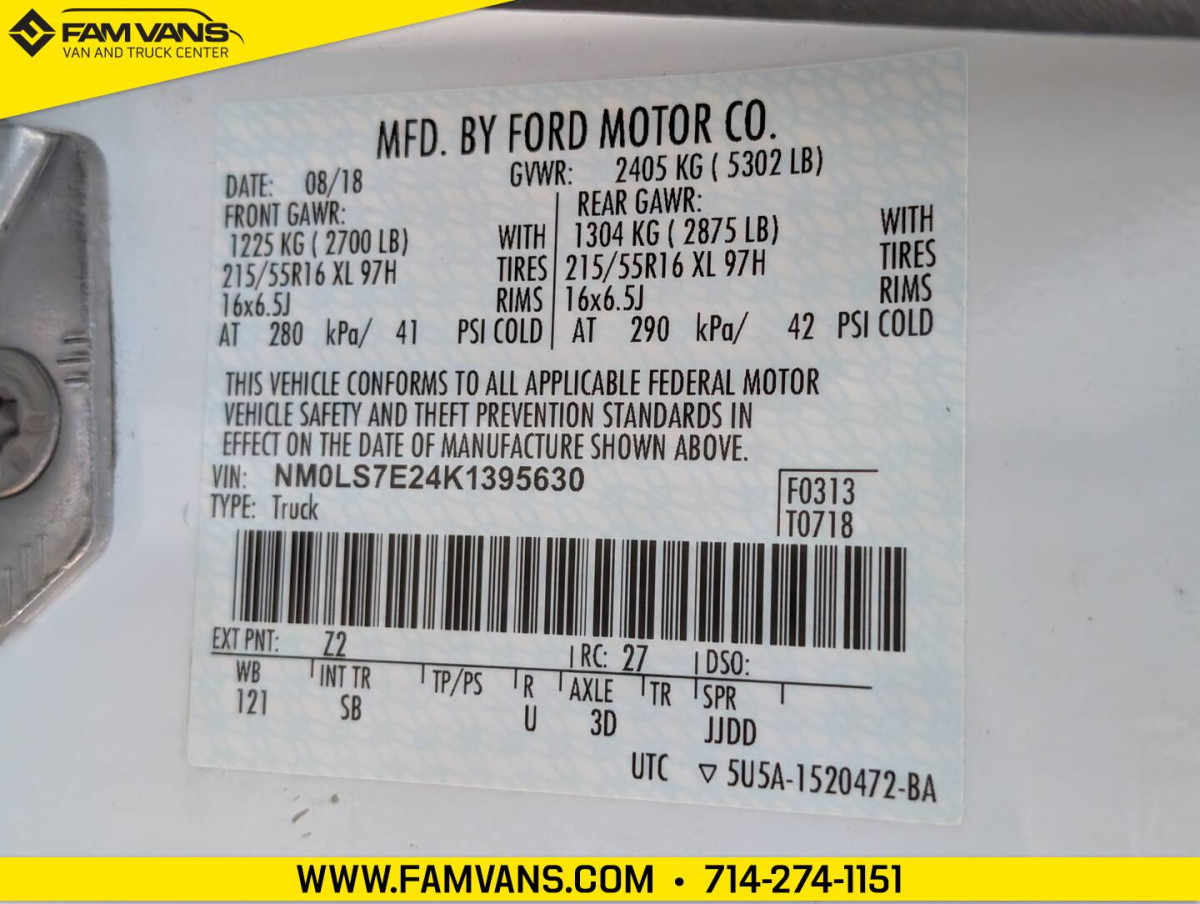 FAM VANS
VAN AND TRUCK CENTER
MFD. BY FORD MOTOR CO.
DATE: 08/18 GVWR: 2405 KG ( 5302 LB)
FRONT GAWR: REAR GAWR:
1225 KG ( 2700 LB) WITH 1304 KG ( 2875 LB) WITH
215/55R16 XL 97H TIRES 215/55R16 XL 97H TIRES
16x6.5J RIMS 16x6.5J RIMS
AT 280 kPa/ 41 PSI COLD AT 290 kPa/ 42 PSI COLD
THIS VEHICLE CONFORMS TO ALL APPLICABLE FEDERAL MOTOR
VEHICLE SAFETY AND THEFT PREVENTION STANDARDS IN
EFFECT ON THE DATE OF MANUFACTURE SHOWN ABOVE.
VIN: NM0LS7E24K1395630
TYPE: Truck
F0313
T0718
EXT PNT: Z2 RC: 27 DSO:
WB INT TR TP/PS R AXLE TR SPR
121 SB U 3D JJDD
UTC ▽ 5U5A-1520472-BA
WWW.FAMVANS.COM • 714-274-1151